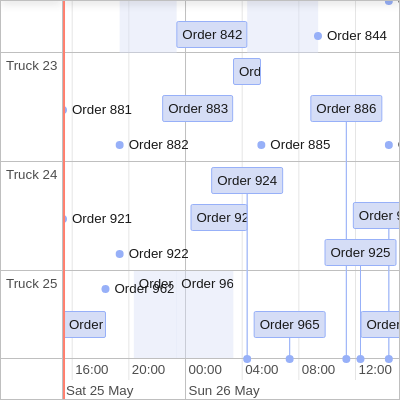 Order 842
Order 844
Truck 23
Ord
Order 881
Order 883
Order 886
Order 882
Order 885
Truck 24
Order 924
Order 921
Order 92
Order 9
Order 922
Order 925
Truck 25
Order 962
Order
Order 96
Order
Order 965
Order
16:00 20:00 00:00 04:00 08:00 12:00
Sat 25 May Sun 26 May